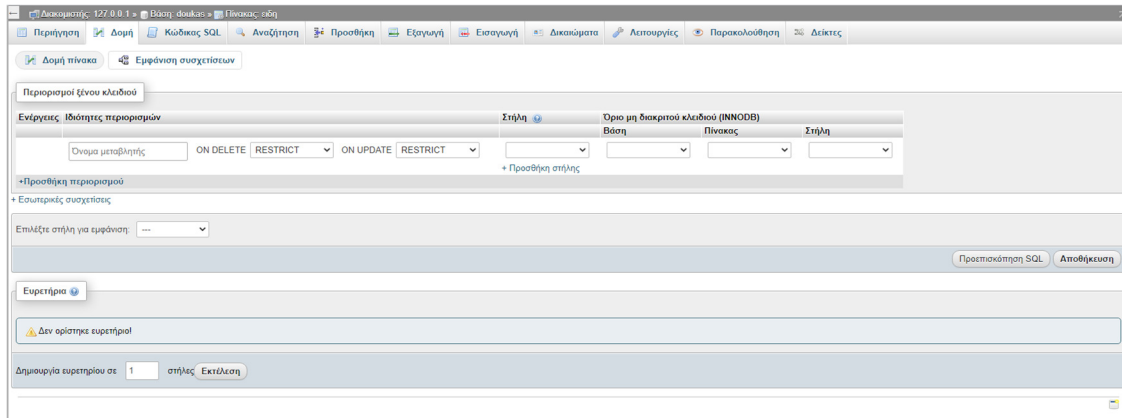 Διακομιστής: 127.0.0.1 » Βάση: doukas » Πίνακας: είδη
Περιήγηση Δομή Κώδικας SQL Αναζήτηση Προσθήκη Εξαγωγή Εισαγωγή Δικαιώματα Λειτουργίες Παρακολούθηση Δείκτες
Δομή πίνακα Εμφάνιση συσχετίσεων
Περιορισμοί ξένου κλειδιού
Ενέργειες Ιδιότητες περιορισμών Στήλη Όριο μη διακριτού κλειδιού (INNODB)
Βάση Πίνακας Στήλη
Όνομα μεταβλητής ON DELETE RESTRICT ON UPDATE RESTRICT
+ Προσθήκη στήλης
+Προσθήκη περιορισμού
+ Εσωτερικές συσχετίσεις
Επιλέξτε στήλη για εμφάνιση: ---
Προεπισκόπηση SQL Αποθήκευση
Ευρετήρια
Δεν ορίστηκε ευρετήριο!
Δημιουργία ευρετηρίου σε 1 στήλες Εκτέλεση